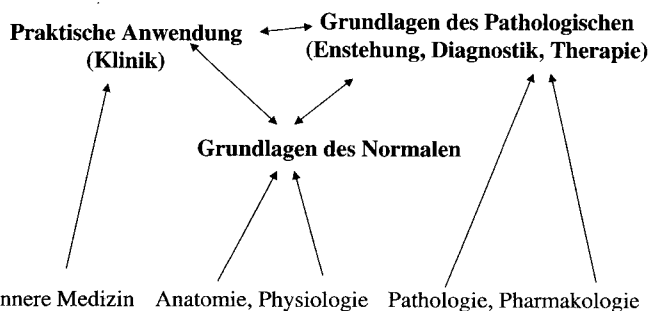 Praktische Anwendung
(Klinik)
Grundlagen des Pathologischen
(Enstehung, Diagnostik, Therapie)
Grundlagen des Normalen
nnere Medizin Anatomie, Physiologie Pathologie, Pharmakologie